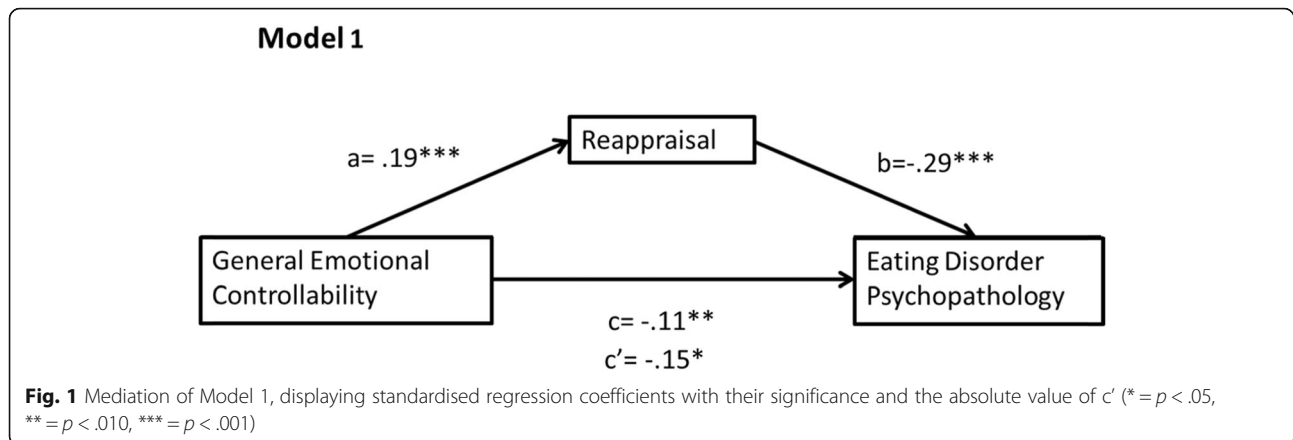 Model 1
Reappraisal
a= .19***
b=-.29***
General Emotional
Controllability
Eating Disorder
Psychopathology
c= -.11**
c’= -.15*
Fig. 1 Mediation of Model 1, displaying standardised regression coefficients with their significance and the absolute value of c’ (* = p < .05,
** = p < .010, *** = p < .001)